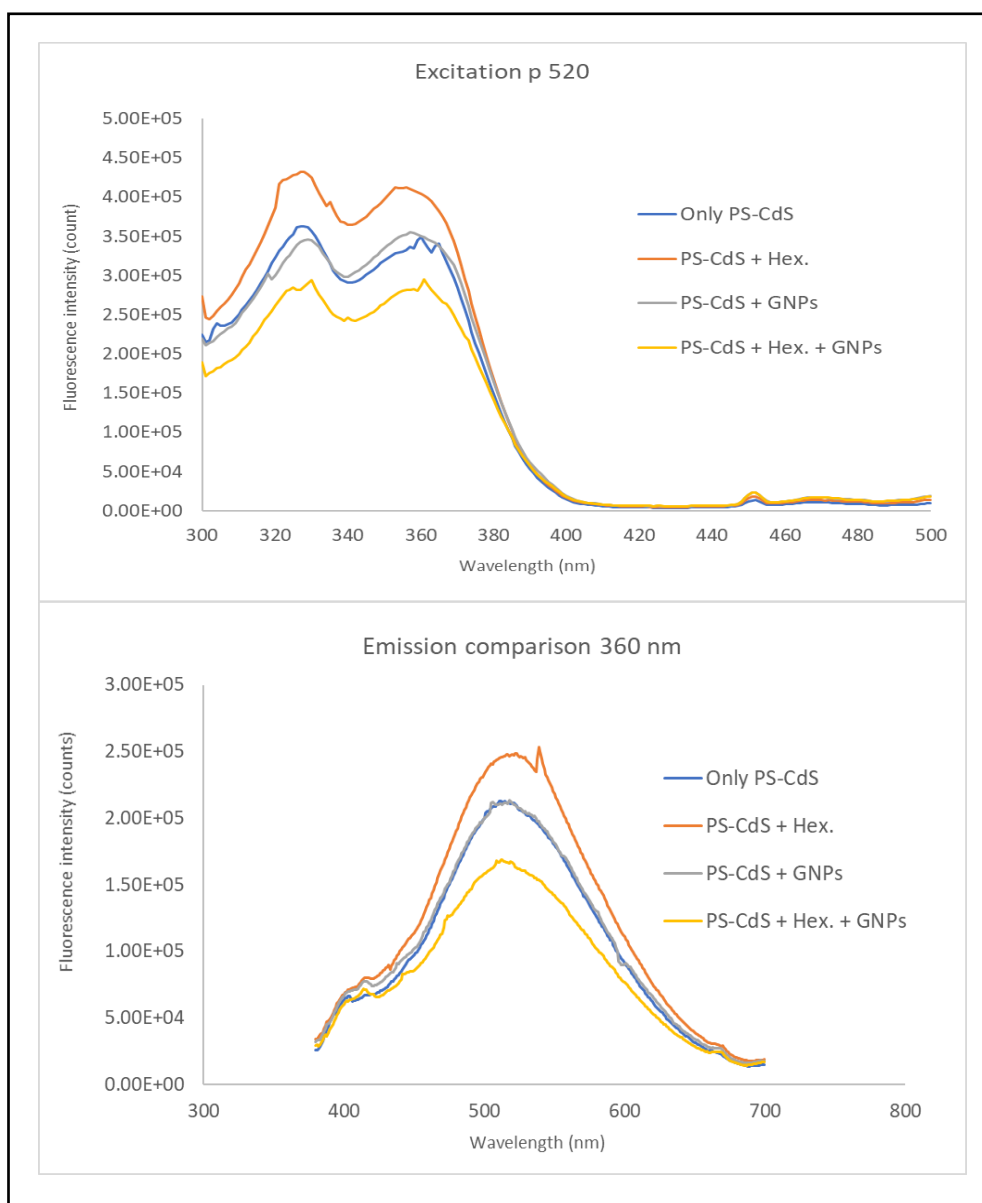 Excitation p 520
5.00E+05
4.50E+05
4.00E+05
3.50E+05
3.00E+05
2.50E+05
2.00E+05
1.50E+05
1.00E+05
5.00E+04
0.00E+00
Fluorescence intensity (count)
300 320 340 360 380 400 420 440 460 480 500
Wavelength (nm)
Only PS-CdS
PS-CdS + Hex.
PS-CdS + GNPs
PS-CdS + Hex. + GNPs
Emission comparison 360 nm
3.00E+05
2.50E+05
2.00E+05
1.50E+05
1.00E+05
5.00E+04
0.00E+00
Fluorescence intensity (counts)
300 400 500 600 700 800
Wavelength (nm)
Only PS-CdS
PS-CdS + Hex.
PS-CdS + GNPs
PS-CdS + Hex. + GNPs